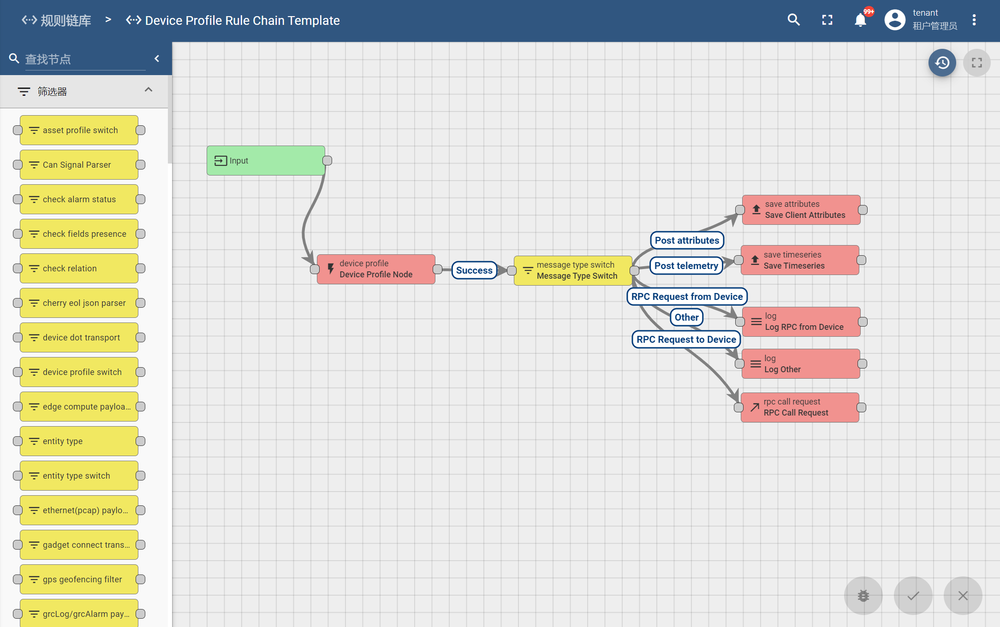 规则链库 > Device Profile Rule Chain Template
99+
tenant
租户管理员
查找节点
筛选器
asset profile switch
Can Signal Parser
check alarm status
check fields presence
check relation
cherry eol json parser
device dot transport
device profile switch
edge compute payloa...
entity type
entity type switch
ethernet(pcap) paylo...
gadget connect trans...
gps geofencing filter
grcLog/grcAlarm pay...
Input
device profile
Device Profile Node
Success
message type switch
Message Type Switch
Post attributes
Post telemetry
RPC Request from Device
Other
RPC Request to Device
save attributes
Save Client Attributes
save timeseries
Save Timeseries
log
Log RPC from Device
log
Log Other
rpc call request
RPC Call Request